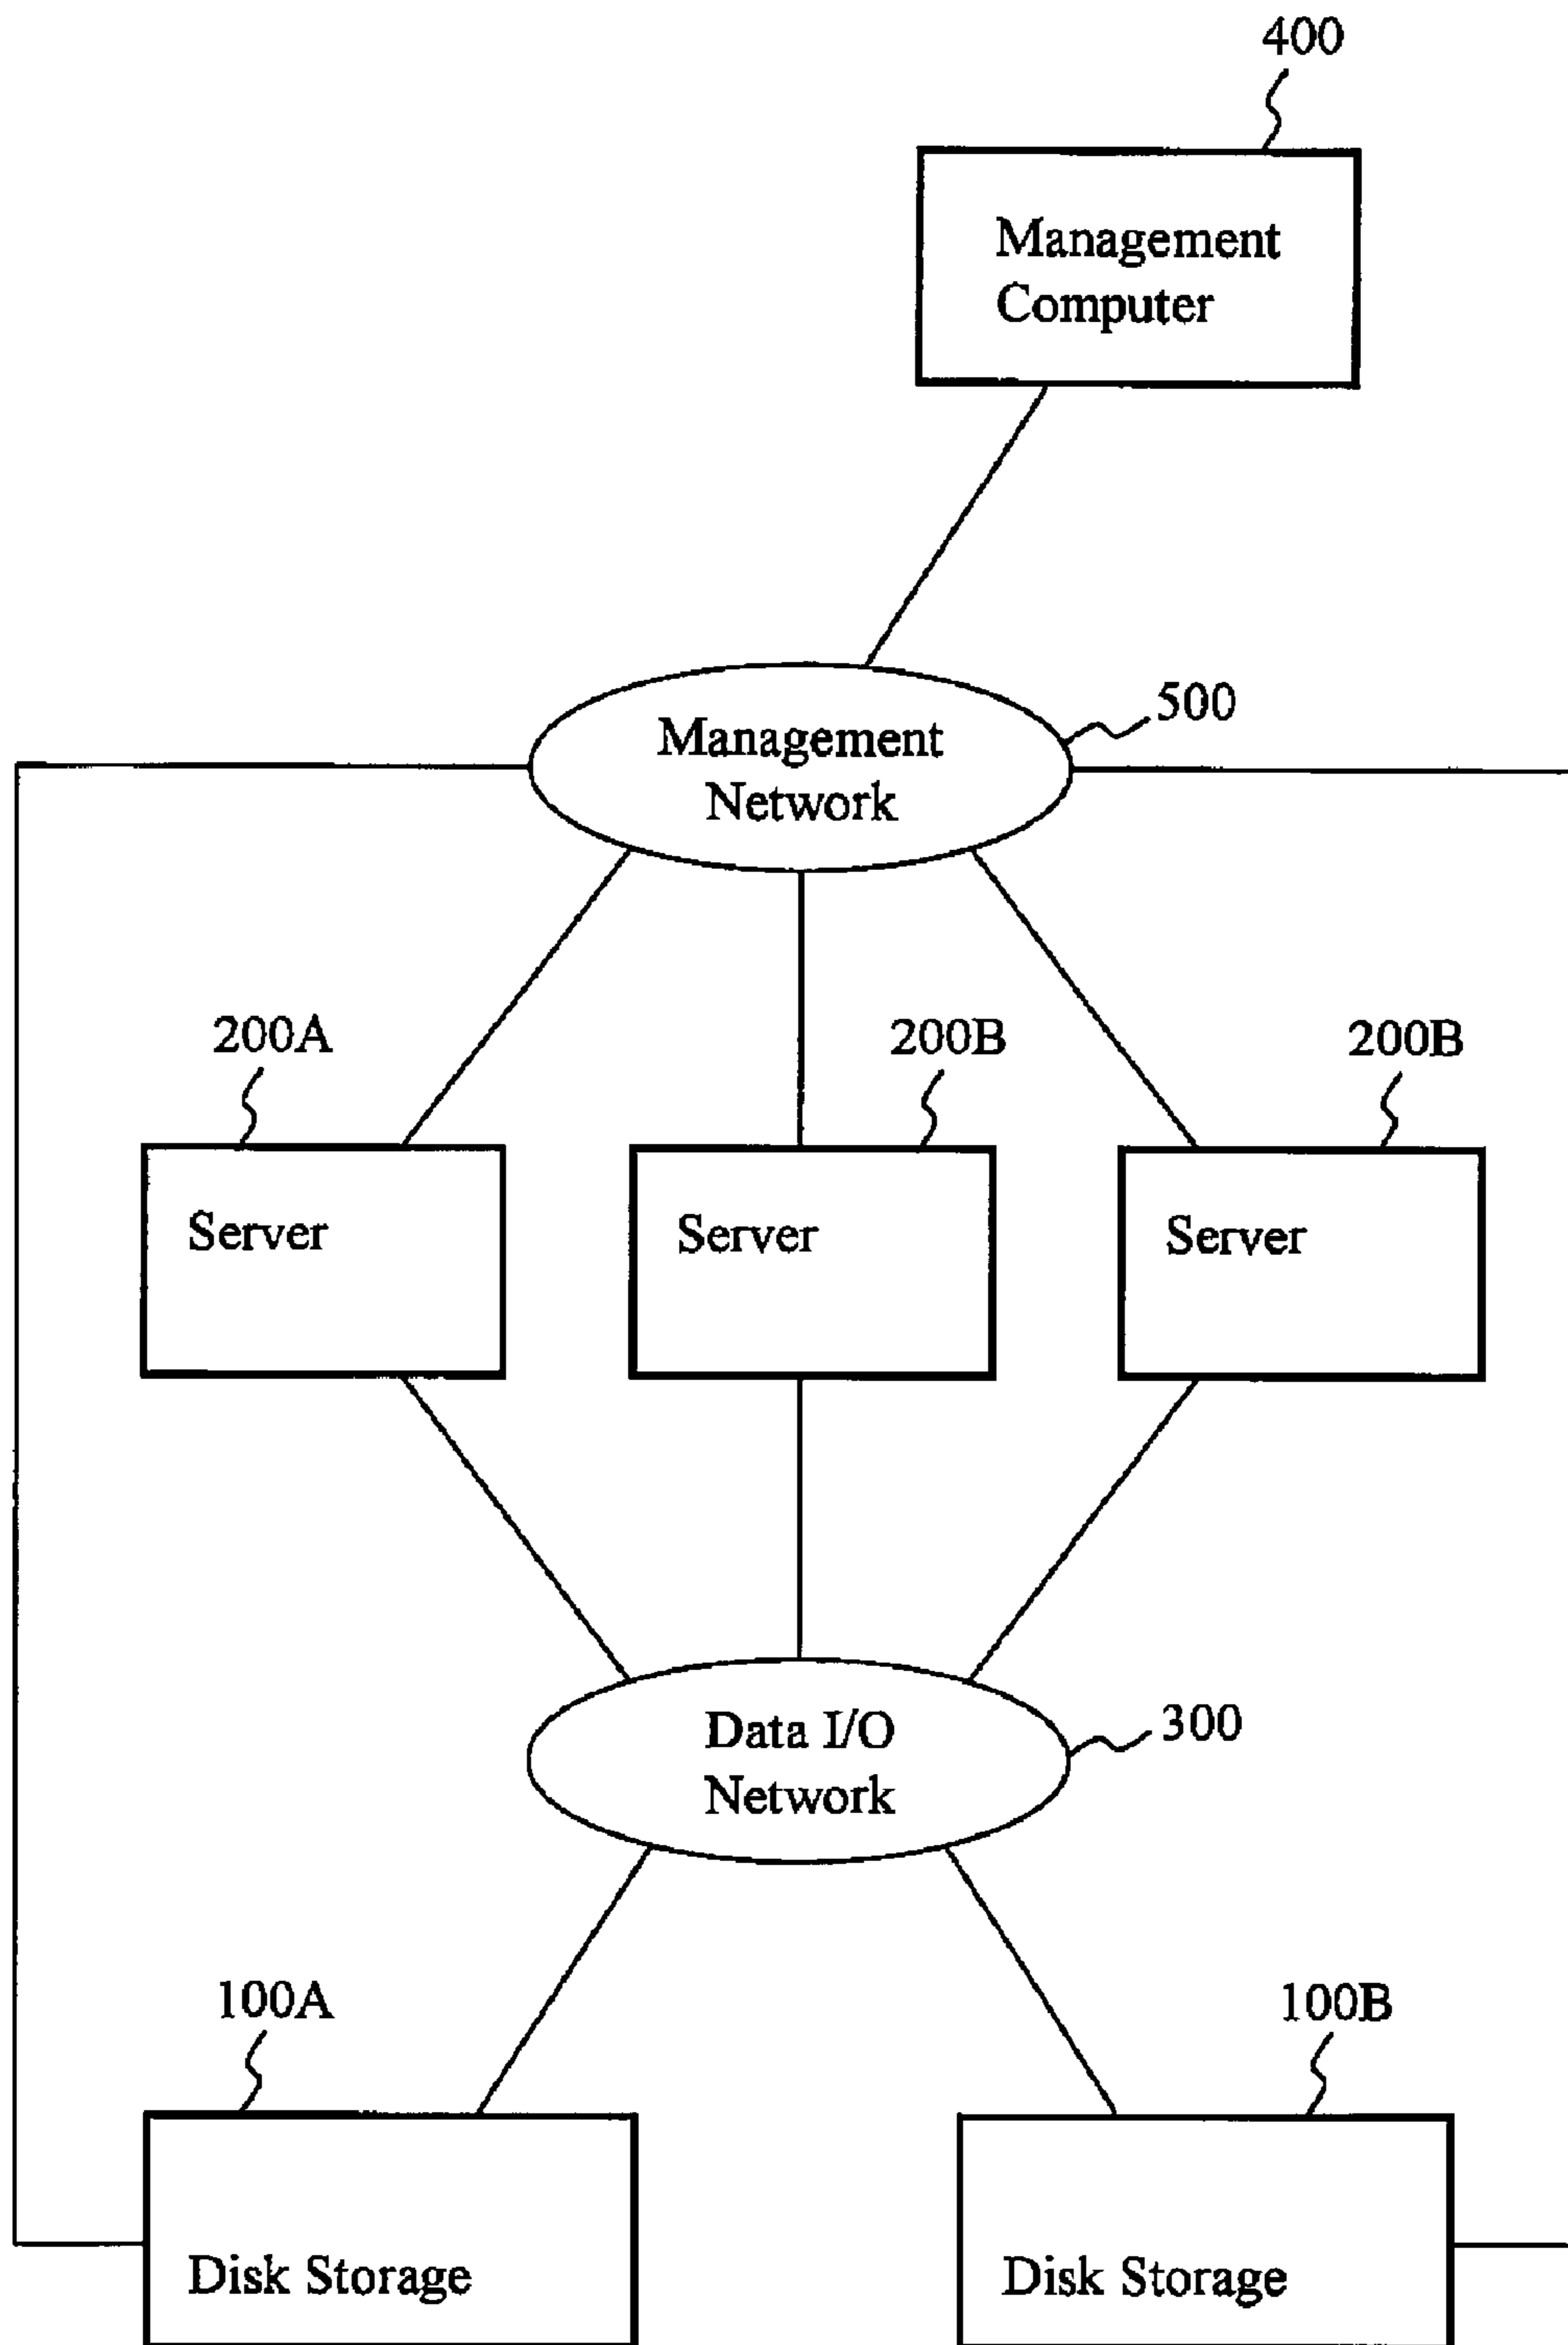 400
Management
Computer
500
Management
Network
200A
200B
200B
Server
Server
Server
300
Data I/O
Network
100A
100B
Disk Storage
Disk Storage